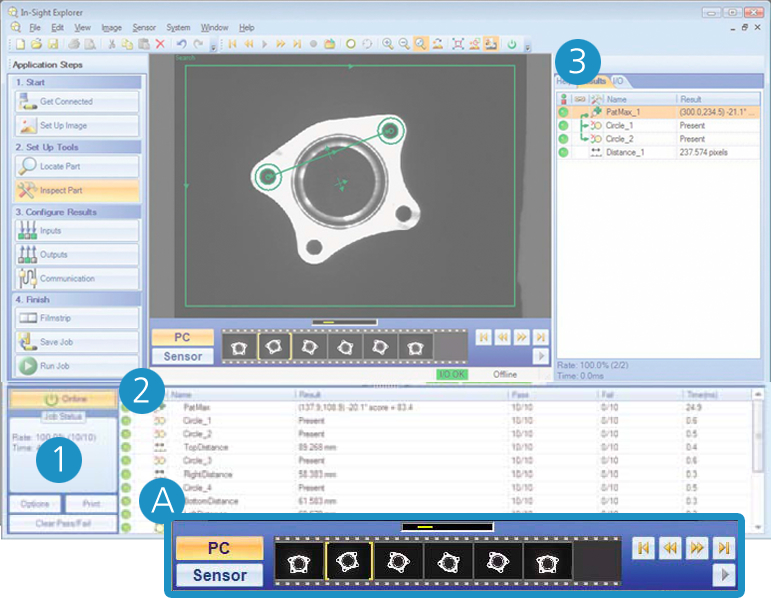 In-Sight Explorer
File Edit View Image Sensor System Window Help
Application Steps
1. Start
Get Connected
Set Up Image
2. Set Up Tools
Locate Part
Inspect Part
3. Configure Results
Inputs
Outputs
Communication
4. Finish
Filmstrip
Save Job
Run Job
Search
PC
Sensor
I/O OK Offline
3
Results I/O
Name Result
PatMax_1 (300.0,234.5) -21.1° ...
Circle_1 Present
Circle_2 Present
Distance_1 237.574 pixels
Rate: 100.0% (2/2)
Time: 0.0ms
Online
Job Status
Rate: 100.0% (10/10)
Time:
1
Options Print
Clear Pass/Fail
2
Name Result Pass Fail Time(ms)
PatMax (137.9,108.9) -20.1° score = 83.4 10/10 0/10 24.9
Circle_1 Present 10/10 0/10 0.6
Circle_2 Present 10/10 0/10 0.5
TopDistance 89.268 mm 10/10 0/10 0.4
Circle_3 Present 10/10 0/10 0.6
RightDistance 58.383 mm 10/10 0/10 0.3
Circle_4 Present 10/10 0/10 0.5
BottomDistance 61.583 mm 10/10 0/10 0.3
A
PC
Sensor